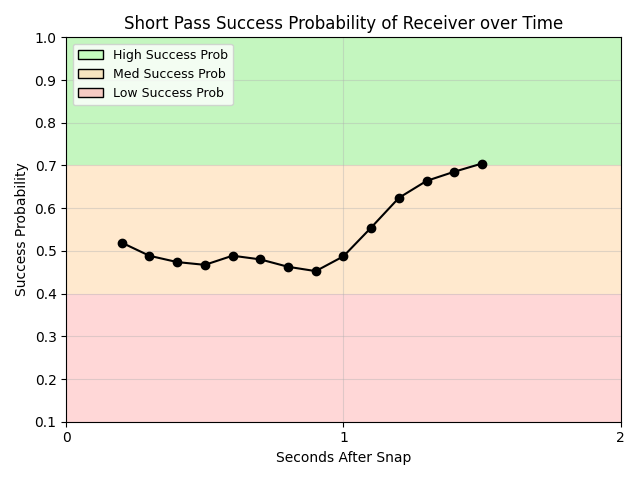 Short Pass Success Probability of Receiver over Time
1.0
High Success Prob
Med Success Prob
Low Success Prob
0.9
0.8
0.7
0.6
0.5
0.4
0.3
0.2
0.1
Success Probability
0
1
2
Seconds After Snap